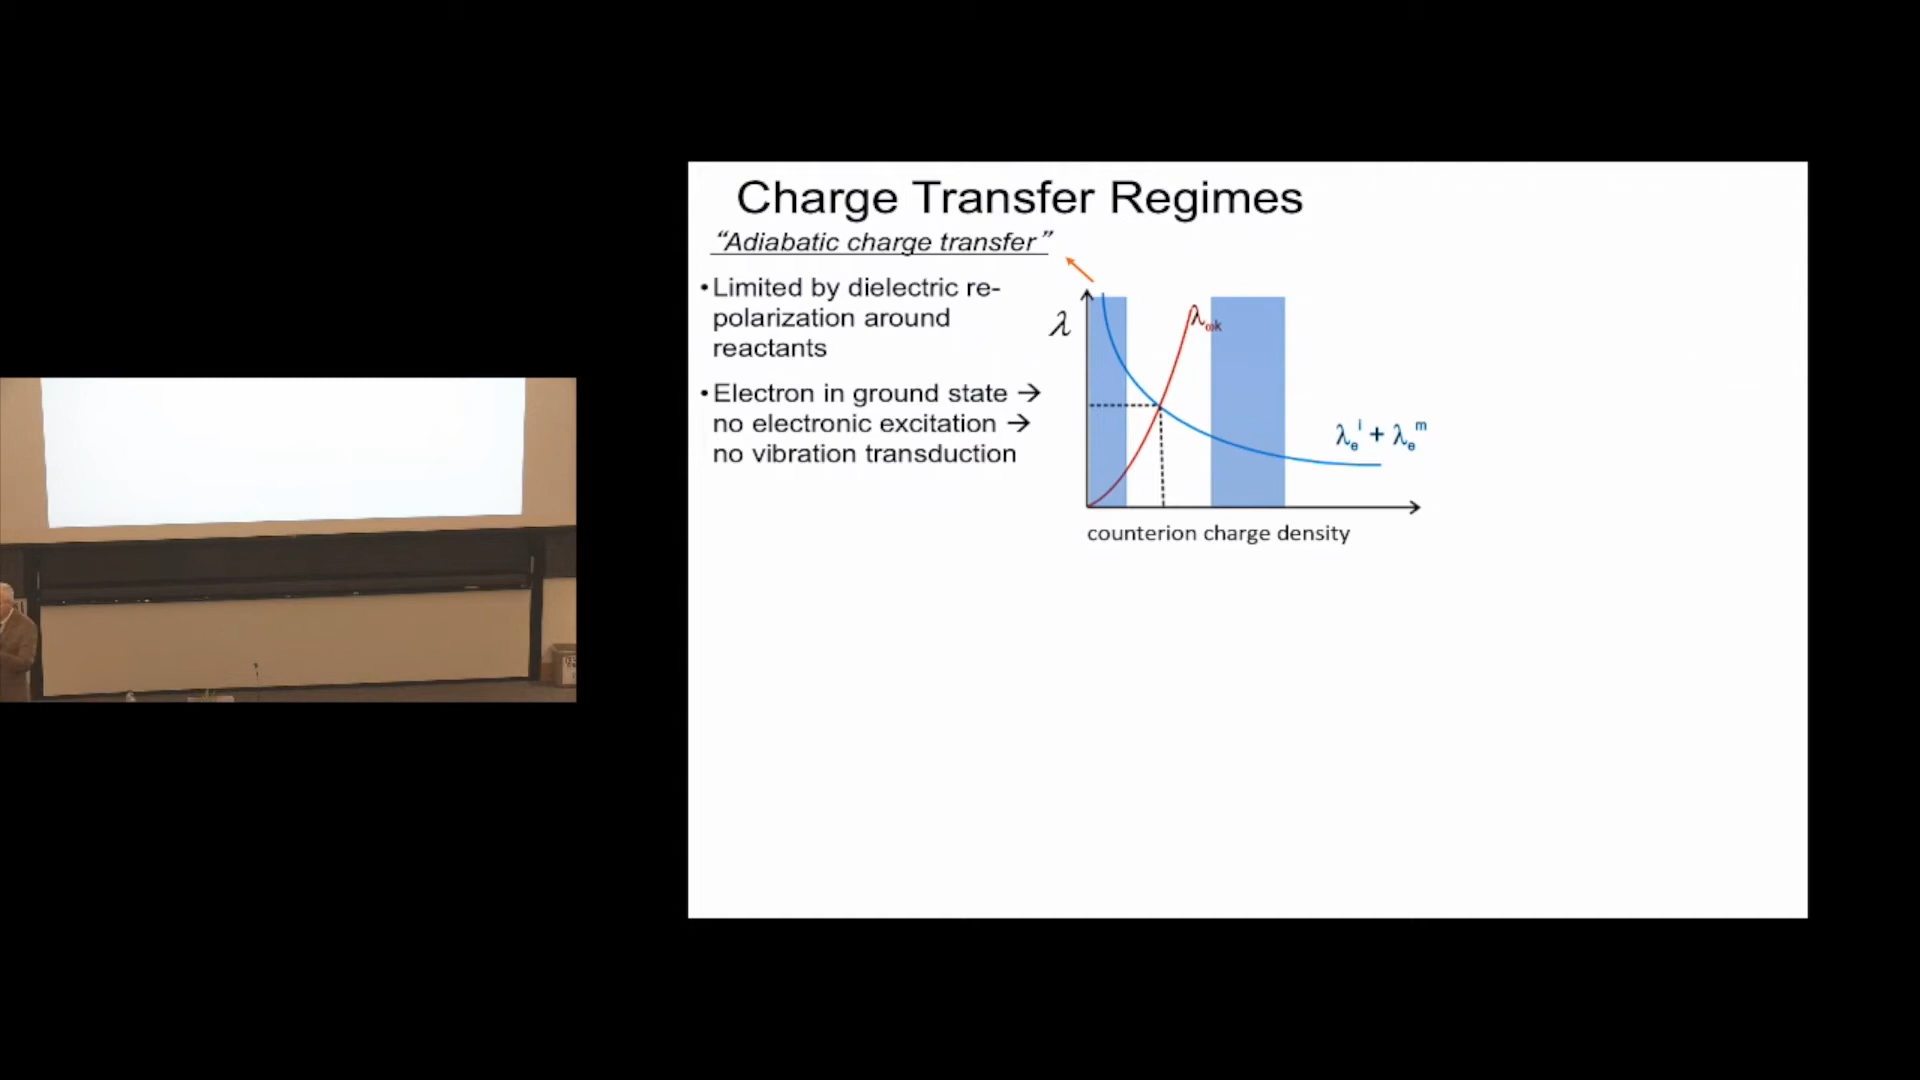 Charge Transfer Regimes
“Adiabatic charge transfer”
•Limited by dielectric re-
polarization around
reactants
•Electron in ground state →
no electronic excitation →
no vibration transduction
λ
λωk
λe^l + λe^m
counterion charge density